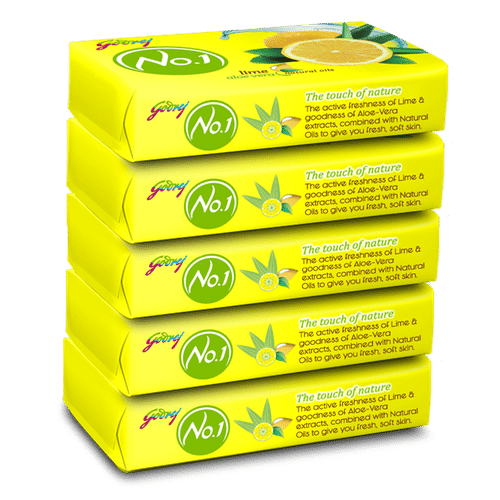 Godrej
No.1
lime &
aloe vera natural oils
Godrej
No.1
The touch of nature
The active freshness of Lime &
goodness of Aloe-Vera
extracts, combined with Natural
Oils to give you fresh, soft skin.
Godrej
No.1
The touch of nature
The active freshness of Lime &
goodness of Aloe-Vera
extracts, combined with Natural
Oils to give you fresh, soft skin.
Godrej
No.1
The touch of nature
The active freshness of Lime &
goodness of Aloe-Vera
extracts, combined with Natural
Oils to give you fresh, soft skin.
Godrej
No.1
The touch of nature
The active freshness of Lime &
goodness of Aloe-Vera
extracts, combined with Natural
Oils to give you fresh, soft skin.
Godrej
No.1
The touch of nature
The active freshness of Lime &
goodness of Aloe-Vera
extracts, combined with Natural
Oils to give you fresh, soft skin.